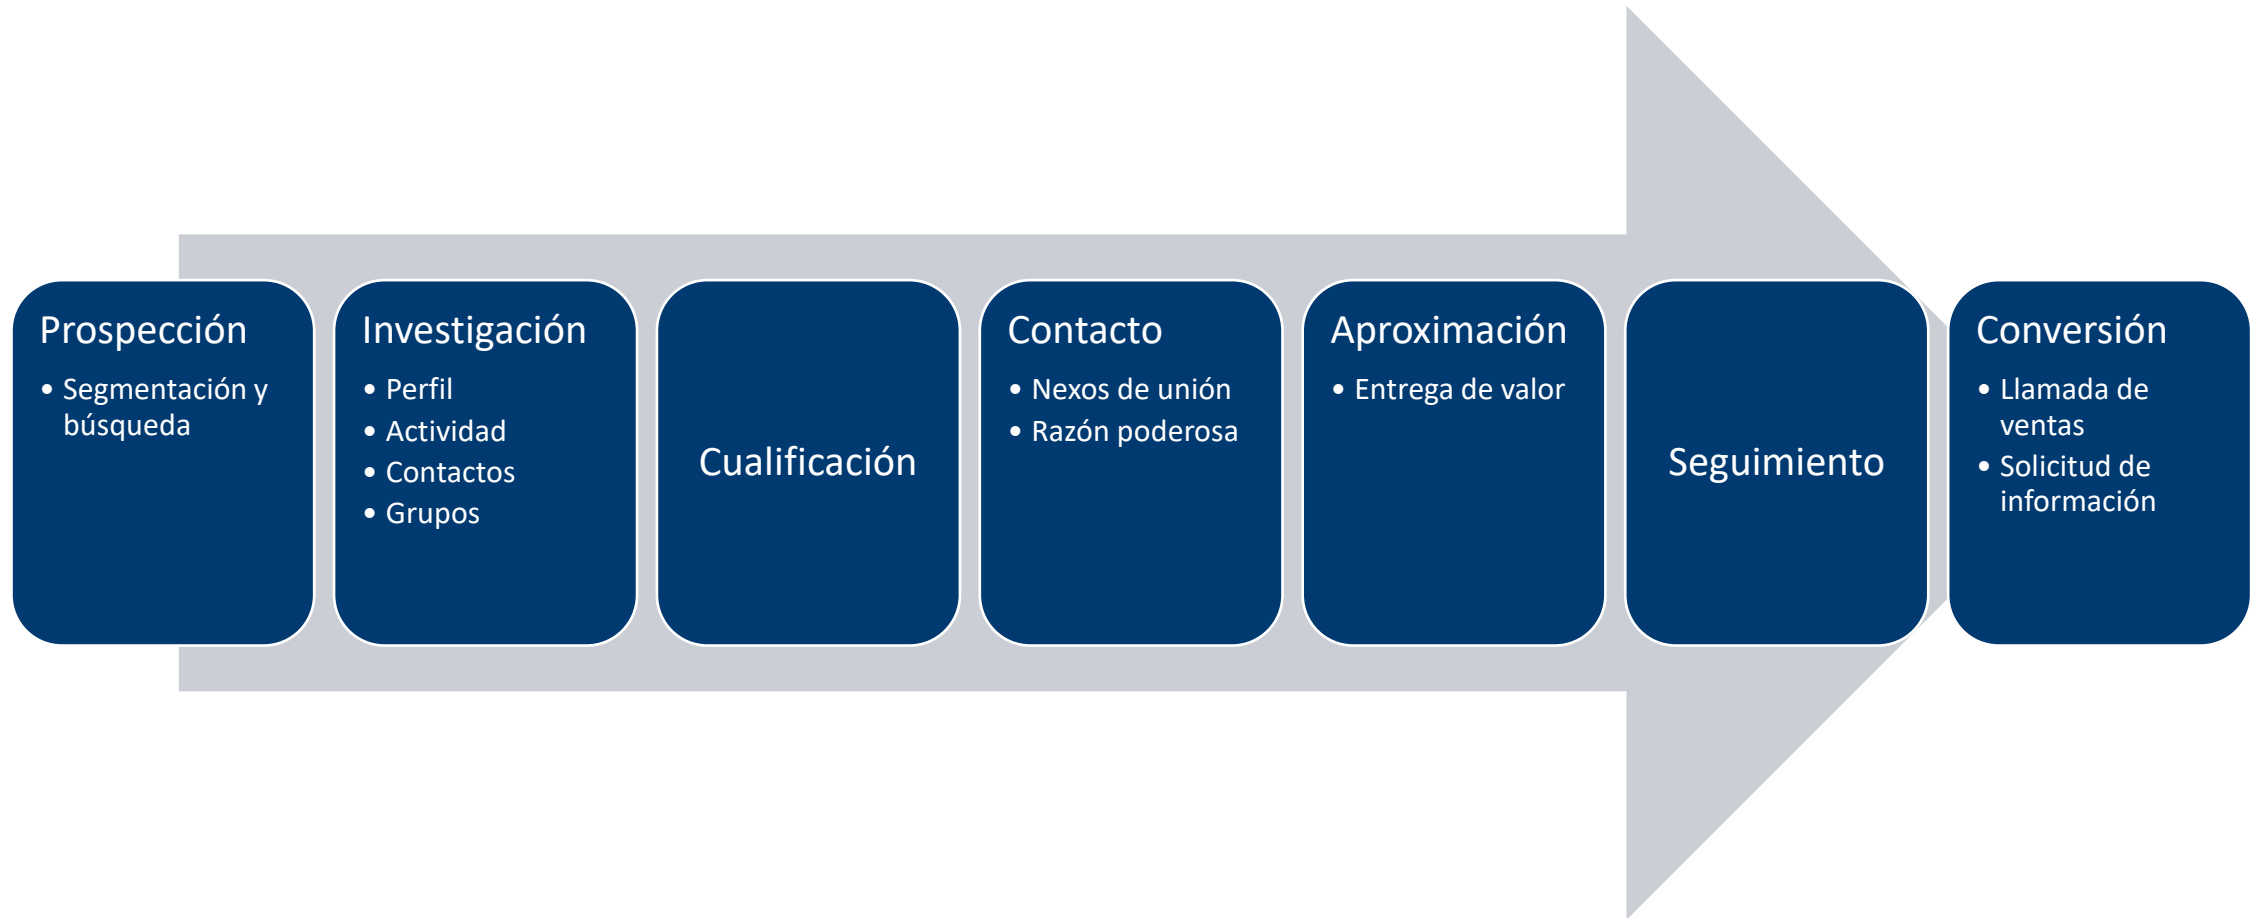 Prospección
• Segmentación y
búsqueda
Investigación
• Perfil
• Actividad
• Contactos
• Grupos
Cualificación
Contacto
• Nexos de unión
• Razón poderosa
Aproximación
• Entrega de valor
Seguimiento
Conversión
• Llamada de
ventas
• Solicitud de
información